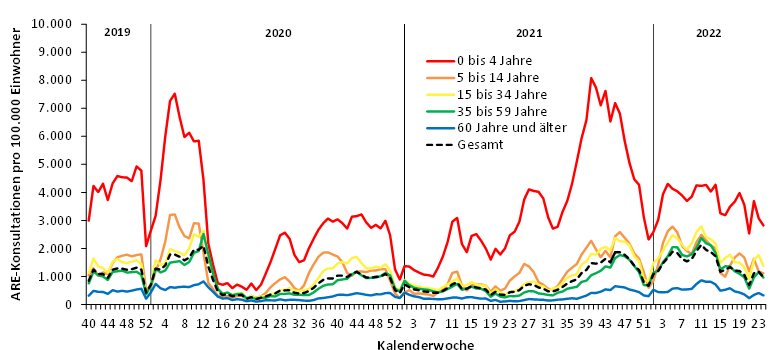 10.000
9.000
8.000
7.000
6.000
5.000
4.000
3.000
2.000
1.000
0
ARE-Konsultationen pro 100.000 Einwohner
2019 2020 2021 2022
0 bis 4 Jahre
5 bis 14 Jahre
15 bis 34 Jahre
35 bis 59 Jahre
60 Jahre und älter
Gesamt
40 44 48 52 4 8 12 16 20 24 28 32 36 40 44 48 52 3 7 11 15 19 23 27 31 35 39 43 47 51 3 7 11 15 19 23
Kalenderwoche